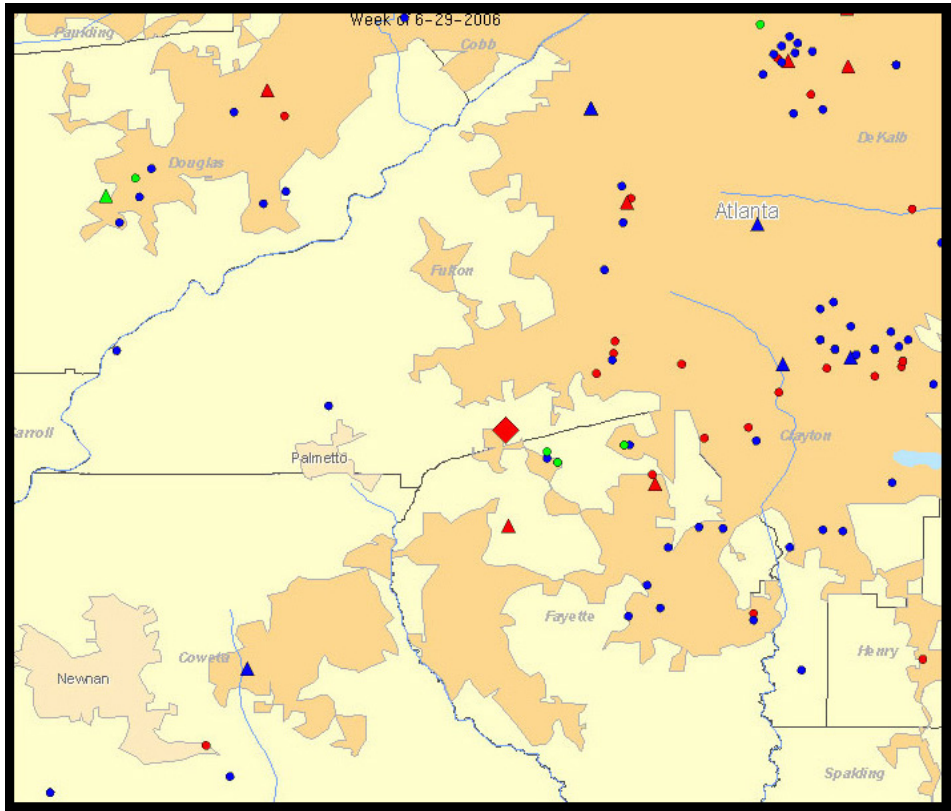 Week of 6-29-2006
Paulding
Cobb
DeKalb
Douglas
Atlanta
Fulton
Carroll
Clayton
Palmetto
Fayette
Coweta
Henry
Newnan
Spalding